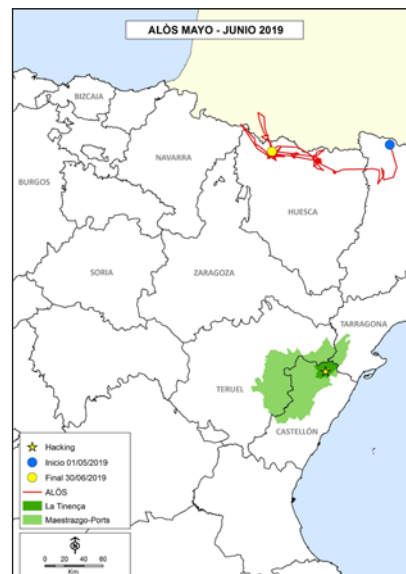 ALÒS MAYO - JUNIO 2019
BIZCAIA
NAVARRA
BURGOS
HUESCA
SORIA
ZARAGOZA
TARRAGONA
TERUEL
CASTELLÓN
Hacking
Inicio 01/05/2019
Final 30/06/2019
ALÒS
La Tinença
Maestrazgo-Ports
0 20 40 60
Km.